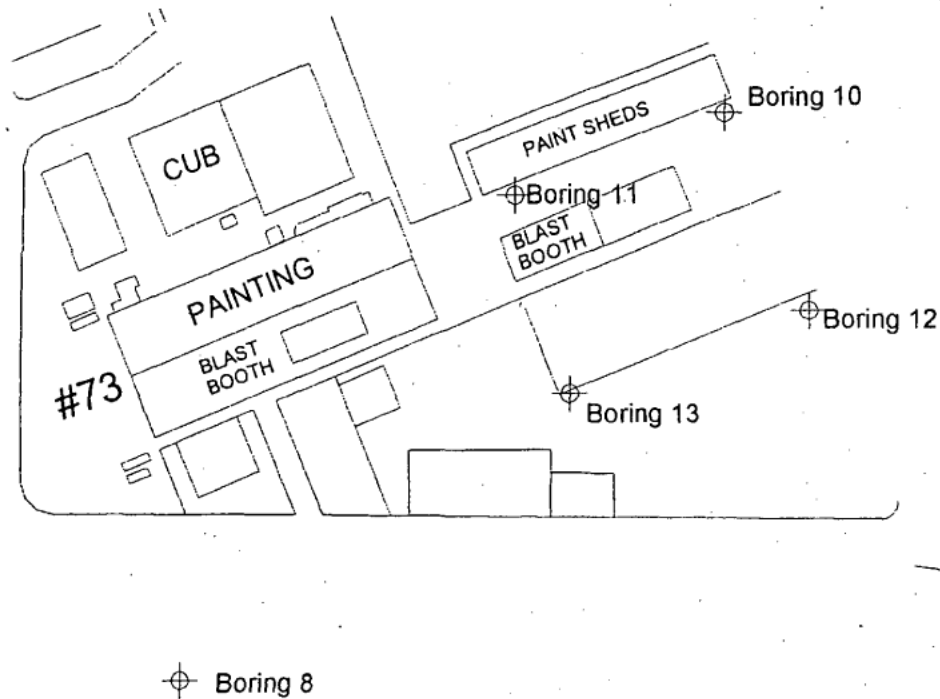 Boring 10
PAINT SHEDS
CUB
Boring 11
BLAST
BOOTH
PAINTING
Boring 12
BLAST
BOOTH
#73
Boring 13
Boring 8